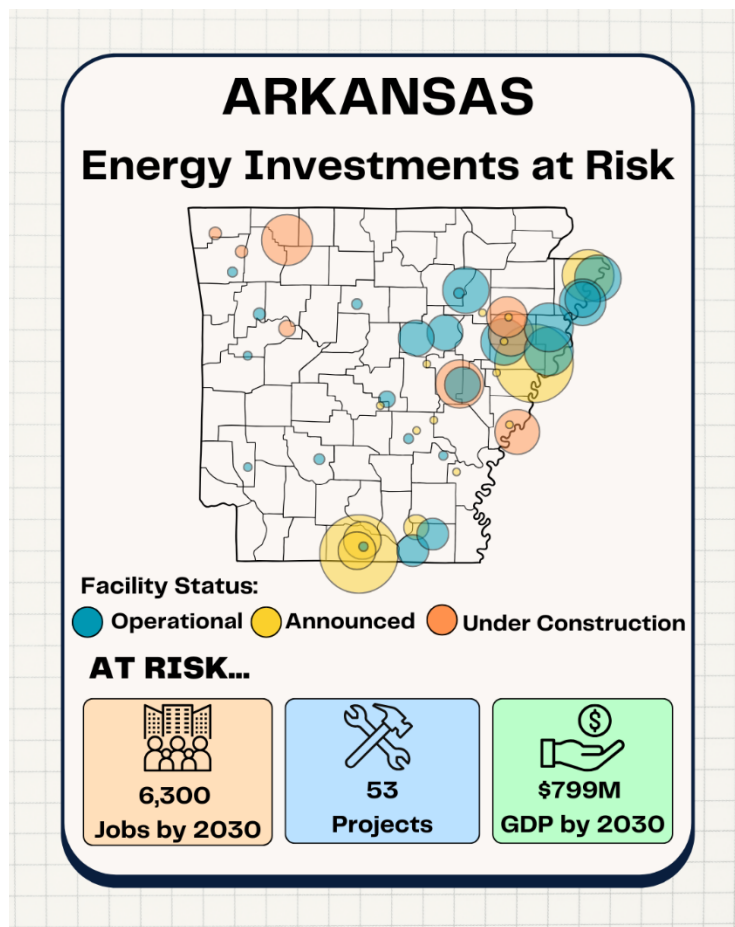 ARKANSAS
Energy Investments at Risk
Facility Status:
Operational
Announced
Under Construction
AT RISK...
6,300
Jobs by 2030
53
Projects
$
$799M
GDP by 2030